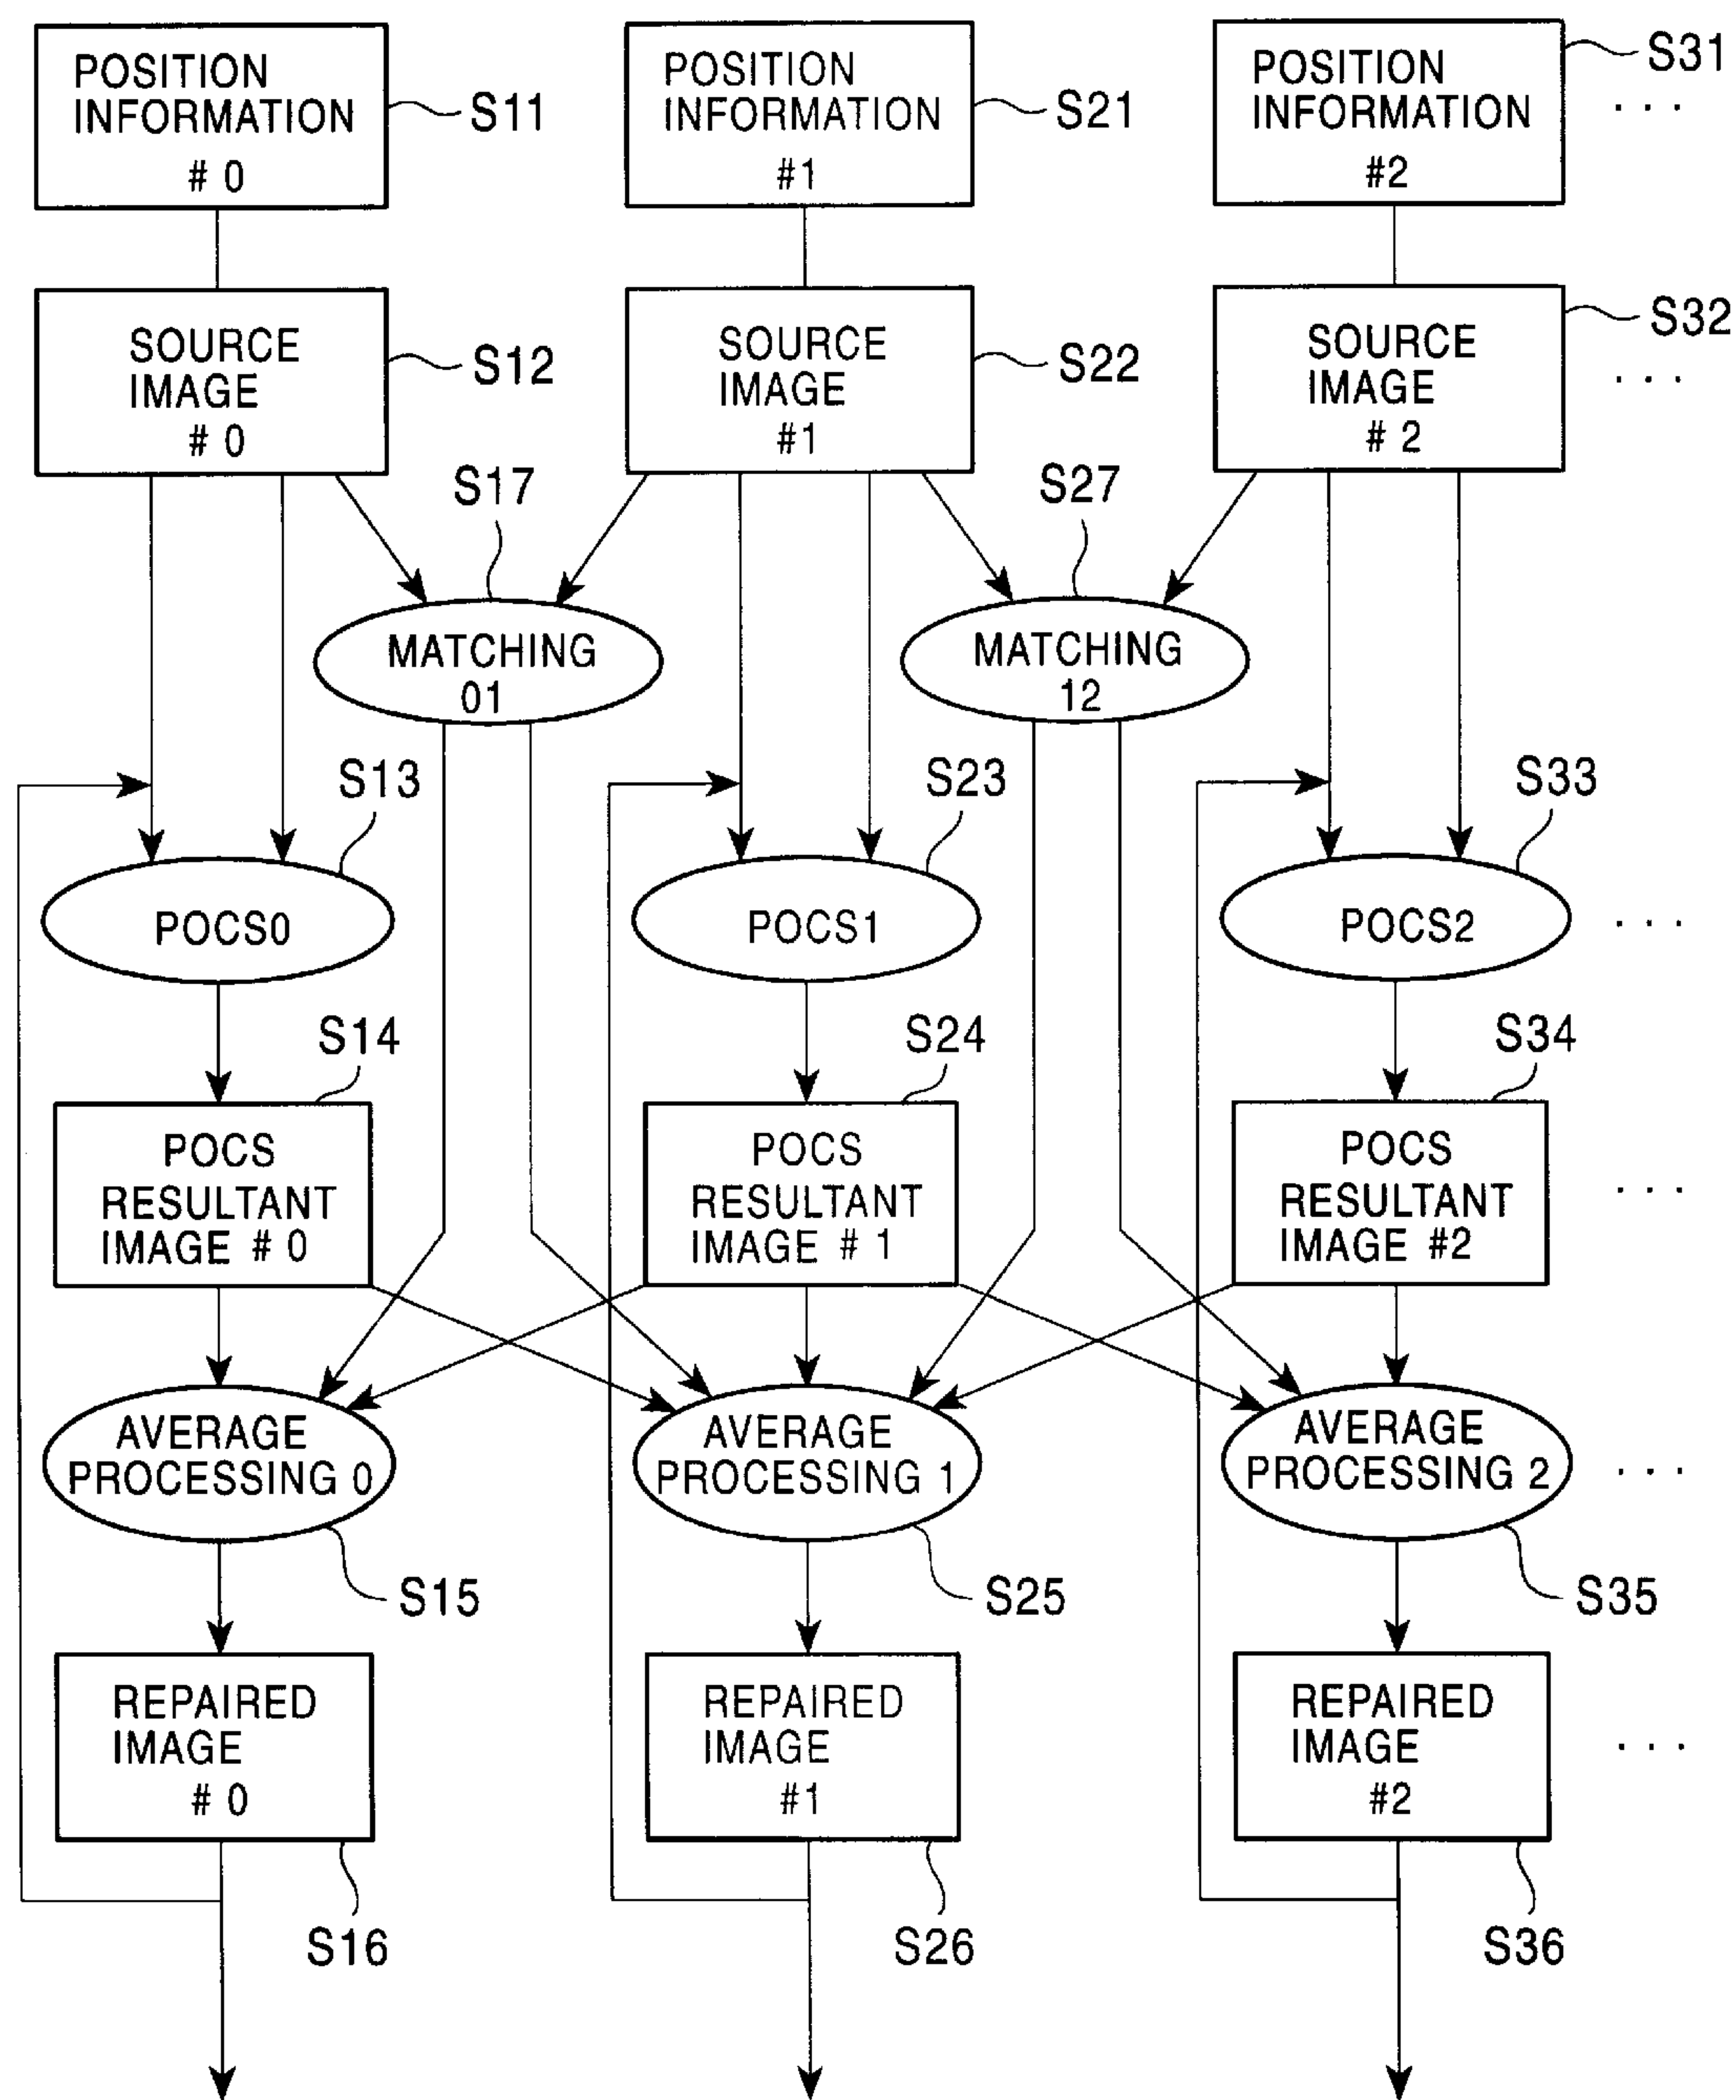 POSITION
INFORMATION
# 0
S11
POSITION
INFORMATION
#1
S21
POSITION
INFORMATION
#2
S31
. . .
SOURCE
IMAGE
# 0
S12
SOURCE
IMAGE
#1
S22
SOURCE
IMAGE
# 2
S32
. . .
S17
S27
MATCHING
01
MATCHING
12
S13
S23
S33
POCS0
POCS1
POCS2
. . .
S14
S24
S34
POCS
RESULTANT
IMAGE # 0
POCS
RESULTANT
IMAGE # 1
POCS
RESULTANT
IMAGE #2
. . .
AVERAGE
PROCESSING 0
AVERAGE
PROCESSING 1
AVERAGE
PROCESSING 2
. . .
S15
S25
S35
REPAIRED
IMAGE
# 0
REPAIRED
IMAGE
#1
REPAIRED
IMAGE
#2
. . .
S16
S26
S36